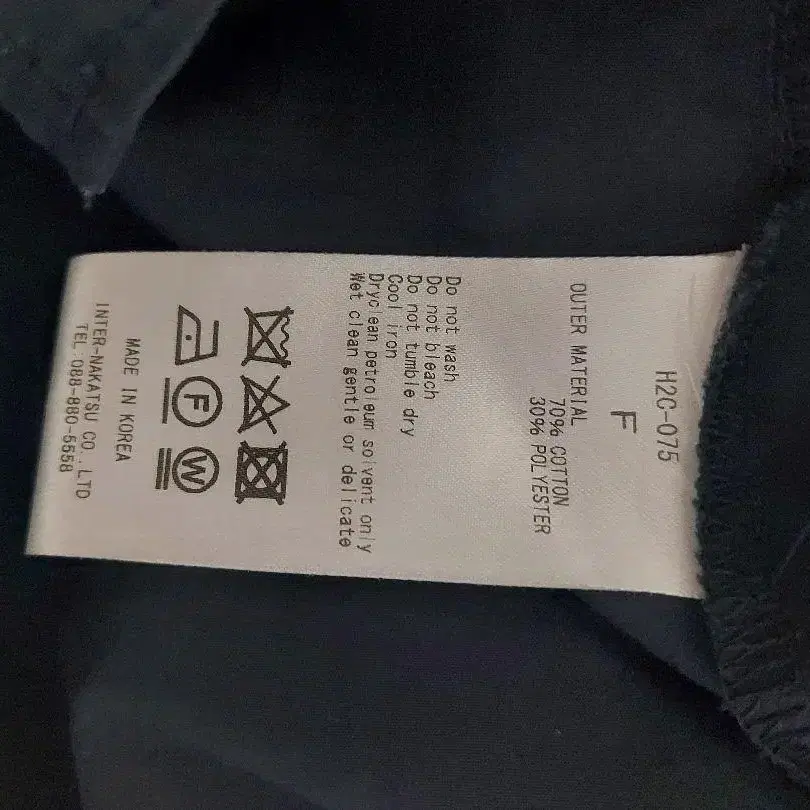 H2C-075
F
OUTER MATERIAL
70% COTTON
30% POLYESTER
Do not wash
Do not bleach
Do not tumble dry
Cool iron
Dryclean petroleum solvent only
Wet clean gentle or delicate
F W
MADE IN KOREA
INTER-NAKATSU CO.,LTD
TEL:088-880-5558